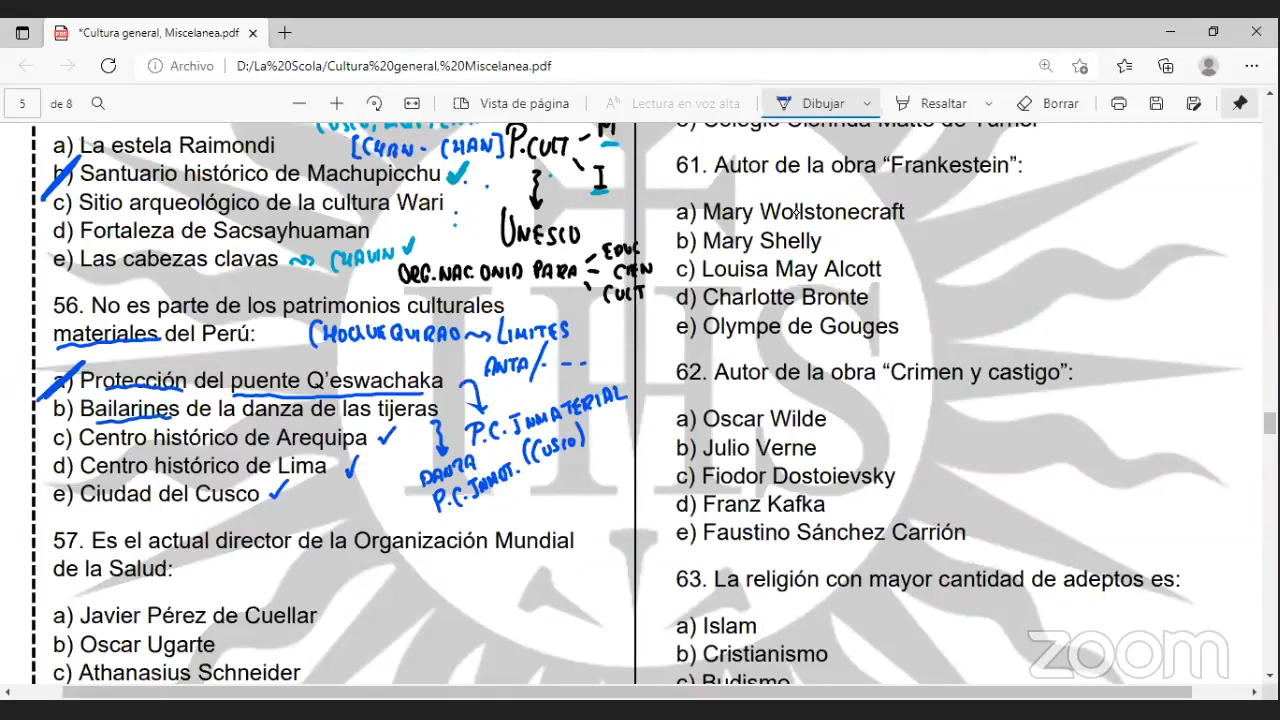 *Cultura general, Miscelanea.pdf
Archivo D:/La%20Scola/Cultura%20general,%20Miscelanea.pdf
5 de 8 Vista de página Lectura en voz alta Dibujar Resaltar Borrar
a) La estela Raimondi
b) Santuario histórico de Machupicchu
c) Sitio arqueológico de la cultura Wari
d) Fortaleza de Sacsayhuaman
e) Las cabezas clavas
[CHAN - CHAN]
P. CULT
M
I
UNESCO
CHAVIN
ORG. NAC ONID PARA
EDUC
CIEN
CULT
56. No es parte de los patrimonios culturales
materiales del Perú:
CHOQUEQUIRAO LIMITES
ANTA/
a) Protección del puente Q’eswachaka
b) Bailarines de la danza de las tijeras
c) Centro histórico de Arequipa
d) Centro histórico de Lima
e) Ciudad del Cusco
P.C. INMATERIAL
(CUSCO)
DANZA
P.C. INMAT.
57. Es el actual director de la Organización Mundial
de la Salud:
a) Javier Pérez de Cuellar
b) Oscar Ugarte
c) Athanasius Schneider
61. Autor de la obra “Frankestein”:
a) Mary Wollstonecraft
b) Mary Shelly
c) Louisa May Alcott
d) Charlotte Bronte
e) Olympe de Gouges
62. Autor de la obra “Crimen y castigo”:
a) Oscar Wilde
b) Julio Verne
c) Fiodor Dostoievsky
d) Franz Kafka
e) Faustino Sánchez Carrión
63. La religión con mayor cantidad de adeptos es:
a) Islam
b) Cristianismo
c) Budismo
IHS
zoom